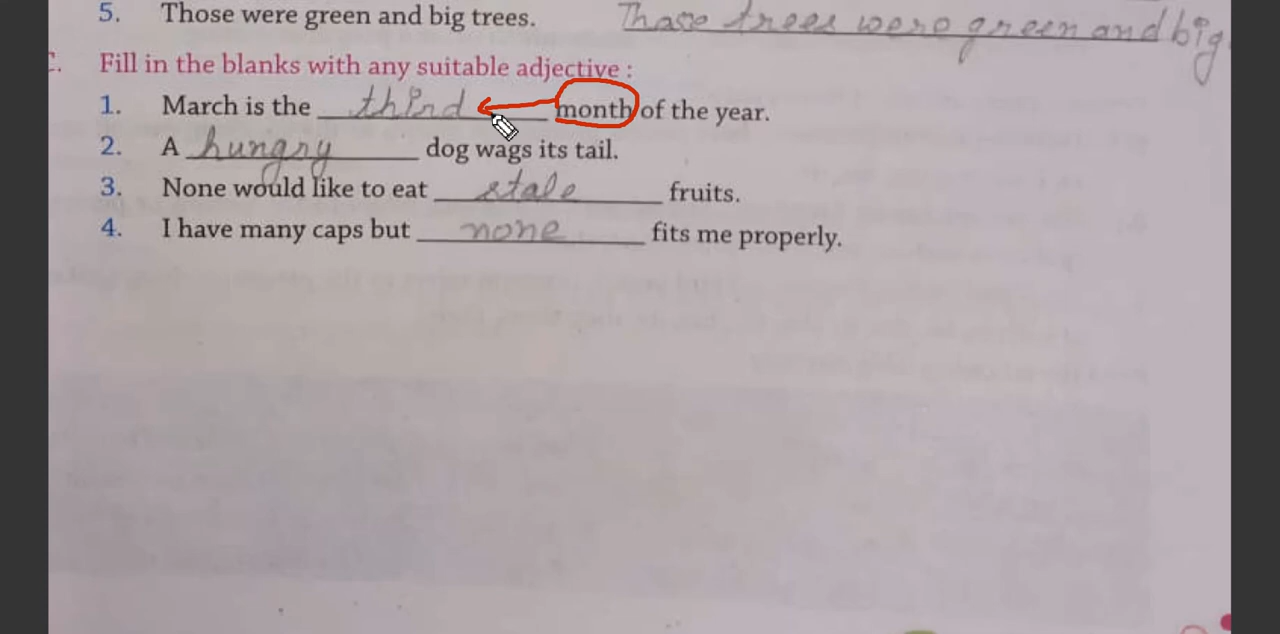 5. Those were green and big trees. Those trees were green and big
C. Fill in the blanks with any suitable adjective :
1. March is the third month of the year.
2. A hungry dog wags its tail.
3. None would like to eat stale fruits.
4. I have many caps but none fits me properly.